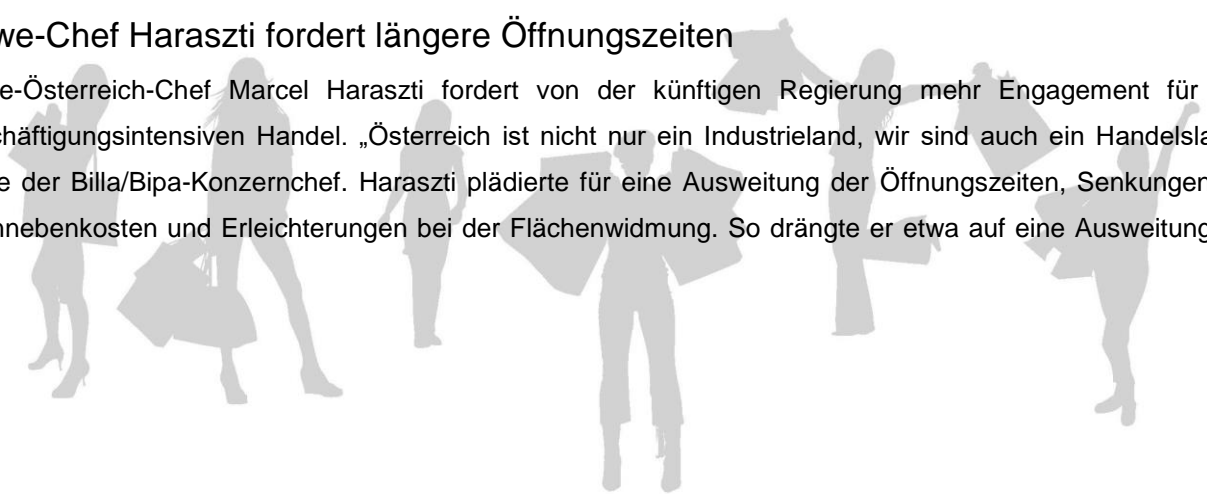 we-Chef Haraszti fordert längere Öffnungszeiten
e-Österreich-Chef Marcel Haraszti fordert von der künftigen Regierung mehr Engagement für
häftigungsintensiven Handel. „Österreich ist nicht nur ein Industrieland, wir sind auch ein Handelsla
e der Billa/Bipa-Konzernchef. Haraszti plädierte für eine Ausweitung der Öffnungszeiten, Senkungen
nnebenkosten und Erleichterungen bei der Flächenwidmung. So drängte er etwa auf eine Ausweitung